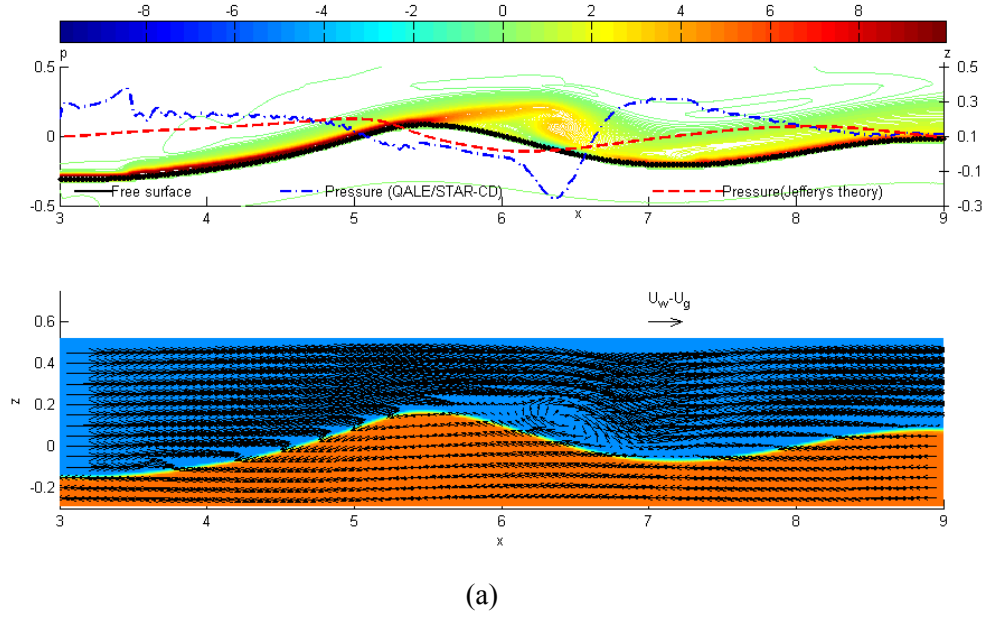 -8 -6 -4 -2 0 2 4 6 8
p z
0.5 0.5
0.3
0 0.1
-0.1
Free surface Pressure (QALE/STAR-CD) Pressure(Jefferys theory)
-0.5 -0.3
3 4 5 6 7 8 9
x
U_w-U_g
0.6
0.4
0.2
z
0
-0.2
3 4 5 6 7 8 9
x
(a)